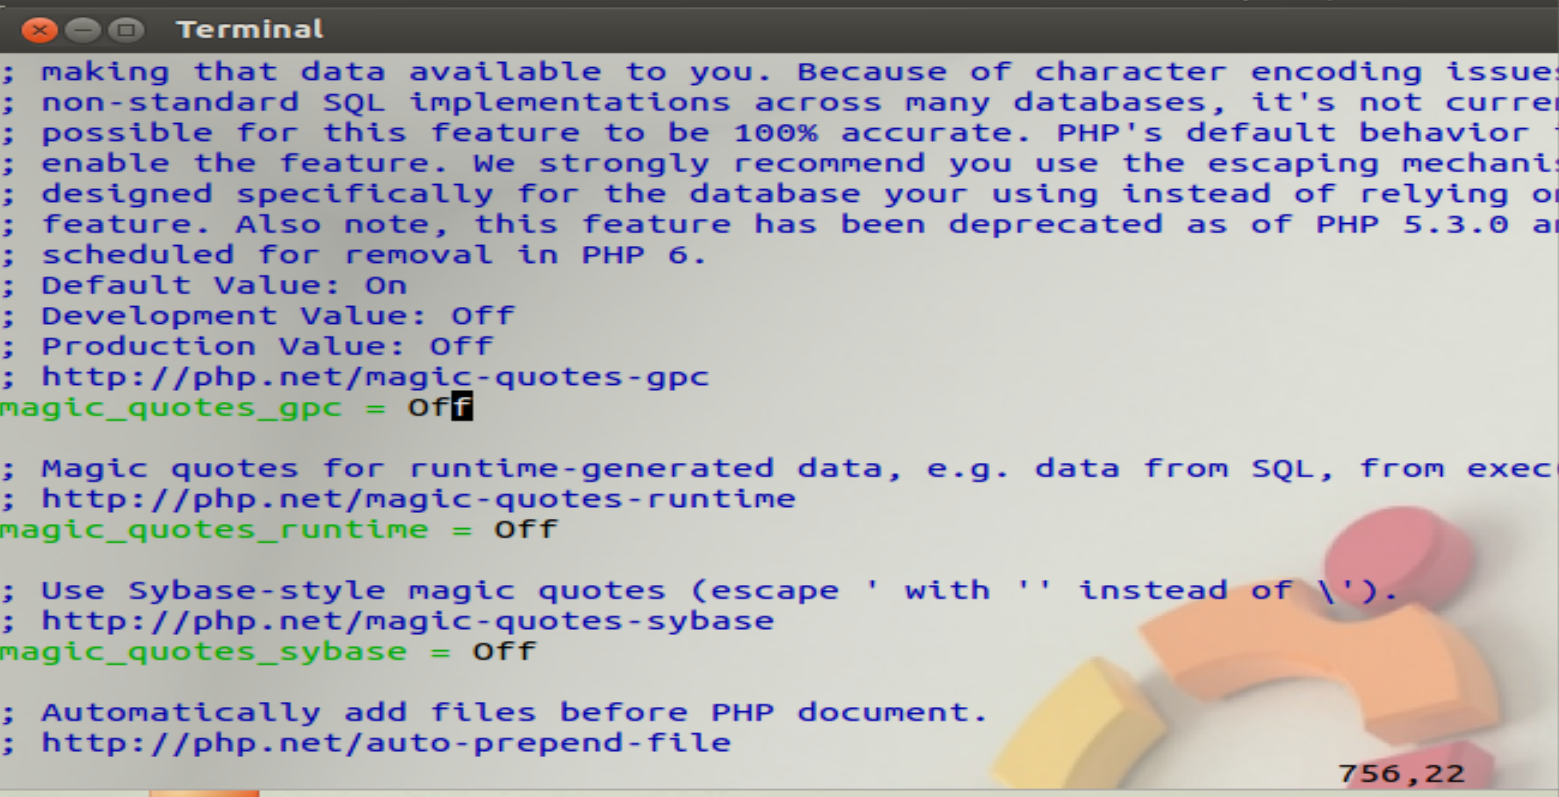 Terminal
; making that data available to you. Because of character encoding issues
; non-standard SQL implementations across many databases, it's not
; possible for this feature to be 100% accurate. PHP's default behavior
; enable the feature. We strongly recommend you use the escaping
; designed specifically for the database your using instead of relying
; feature. Also note, this feature has been deprecated as of PHP 5.3.0
; scheduled for removal in PHP 6.
; Default Value: On
; Development Value: Off
; Production Value: Off
; http://php.net/magic-quotes-gpc
magic_quotes_gpc = Off
; Magic quotes for runtime-generated data, e.g. data from SQL, from
; http://php.net/magic-quotes-runtime
magic_quotes_runtime = Off
; Use Sybase-style magic quotes (escape ' with '' instead of \').
; http://php.net/magic-quotes-sybase
magic_quotes_sybase = Off
; Automatically add files before PHP document.
; http://php.net/auto-prepend-file
756,22